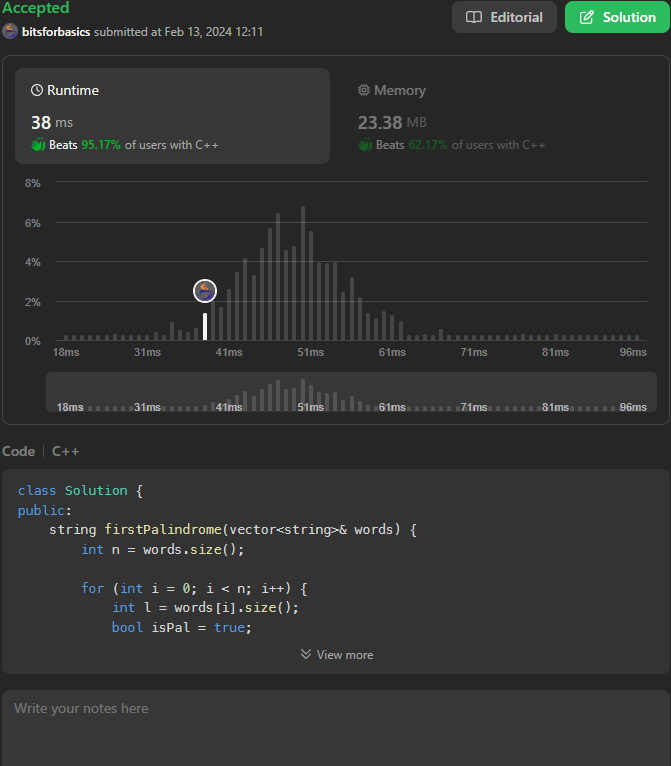 Accepted
Editorial
Solution
bitsforbasics submitted at Feb 13, 2024 12:11
Runtime
Memory
38 ms
23.38 MB
Beats 95.17% of users with C++
Beats 62.17% of users with C++
8%
6%
4%
2%
0%
18ms 31ms 41ms 51ms 61ms 71ms 81ms 96ms
18ms 31ms 41ms 51ms 61ms 71ms 81ms 96ms
Code | C++
class Solution {
public:
    string firstPalindrome(vector<string>& words) {
        int n = words.size();
        for (int i = 0; i < n; i++) {
            int l = words[i].size();
            bool isPal = true;
View more
Write your notes here